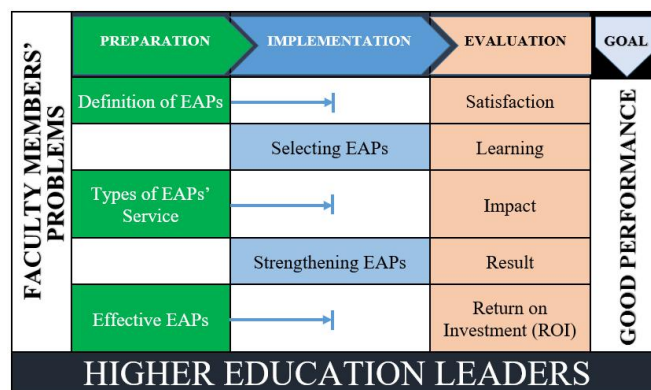 FACULTY MEMBERS'
PROBLEMS
PREPARATION
IMPLEMENTATION
EVALUATION
GOAL
Definition of EAPs
Satisfaction
Selecting EAPs
Learning
Types of EAPs'
Service
Impact
Strengthening EAPs
Result
Effective EAPs
Return on
Investment (ROI)
GOOD PERFORMANCE
HIGHER EDUCATION LEADERS